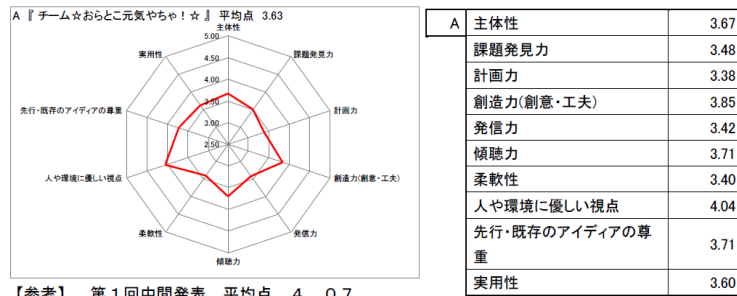 A 『 チーム☆おらとこ元気やちゃ！☆ 』 平均点 3.63
主体性
5.00
実用性
課題発見力
4.50
4.00
先行・既存のアイディアの尊重
3.50
計画力
3.00
2.50
人や環境に優しい視点
創造力(創意・工夫)
柔軟性
発信力
傾聴力
【参考】 第１回中間発表 平均点 ４．０７
A 主体性 3.67
課題発見力 3.48
計画力 3.38
創造力(創意・工夫) 3.85
発信力 3.42
傾聴力 3.71
柔軟性 3.40
人や環境に優しい視点 4.04
先行・既存のアイディアの尊
重 3.71
実用性 3.60